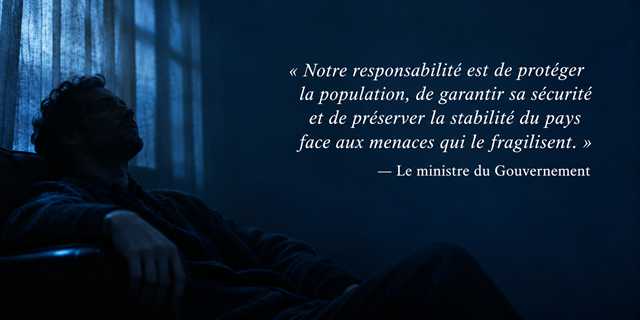 « Notre responsabilité est de protéger
la population, de garantir sa sécurité
et de préserver la stabilité du pays
face aux menaces qui le fragilisent. »
— Le ministre du Gouvernement